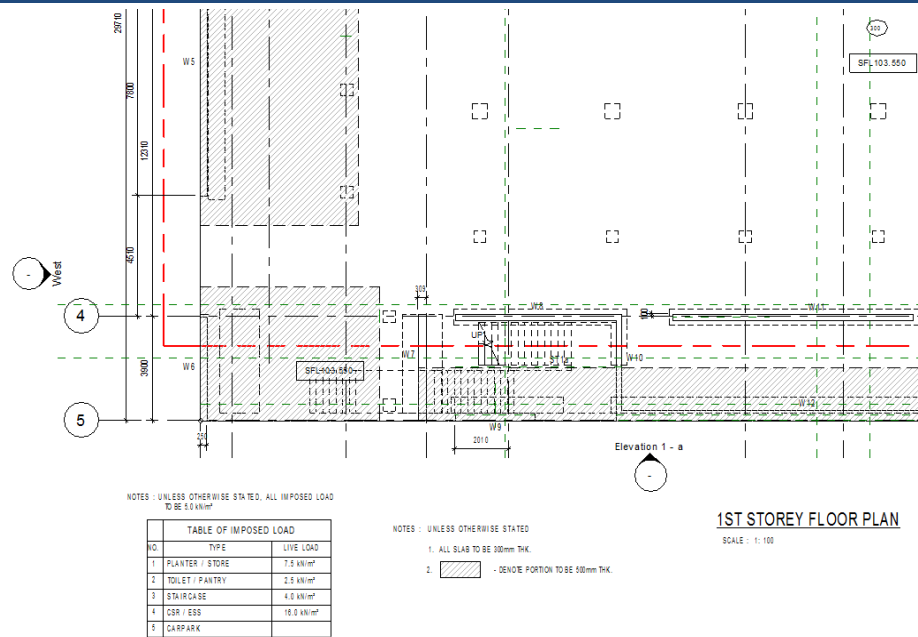 29710
7800
12310
4510
3900
250
W5
300
SFL103.550
West
-
4
5
309
W8
100
W11
UP
W7
ST 1a
W10
W6
SFL103.550
W12
W9
2010
Elevation 1 - a
-
NOTES : UNLESS OTHERWISE STATED, ALL IMPOSED LOAD
TO BE 5.0 kN/m²
TABLE OF IMPOSED LOAD
NO. TYPE LIVE LOAD
1 PLANTER / STORE 7.5 kN/m²
2 TOILET / PANTRY 2.5 kN/m²
3 STAIRCASE 4.0 kN/m²
4 CSR / ESS 16.0 kN/m²
5 CARPARK
NOTES : UNLESS OTHERWISE STATED
1. ALL SLAB TO BE 300mm THK.
2. - DENOTE PORTION TO BE 500mm THK.
1ST STOREY FLOOR PLAN
SCALE : 1: 100